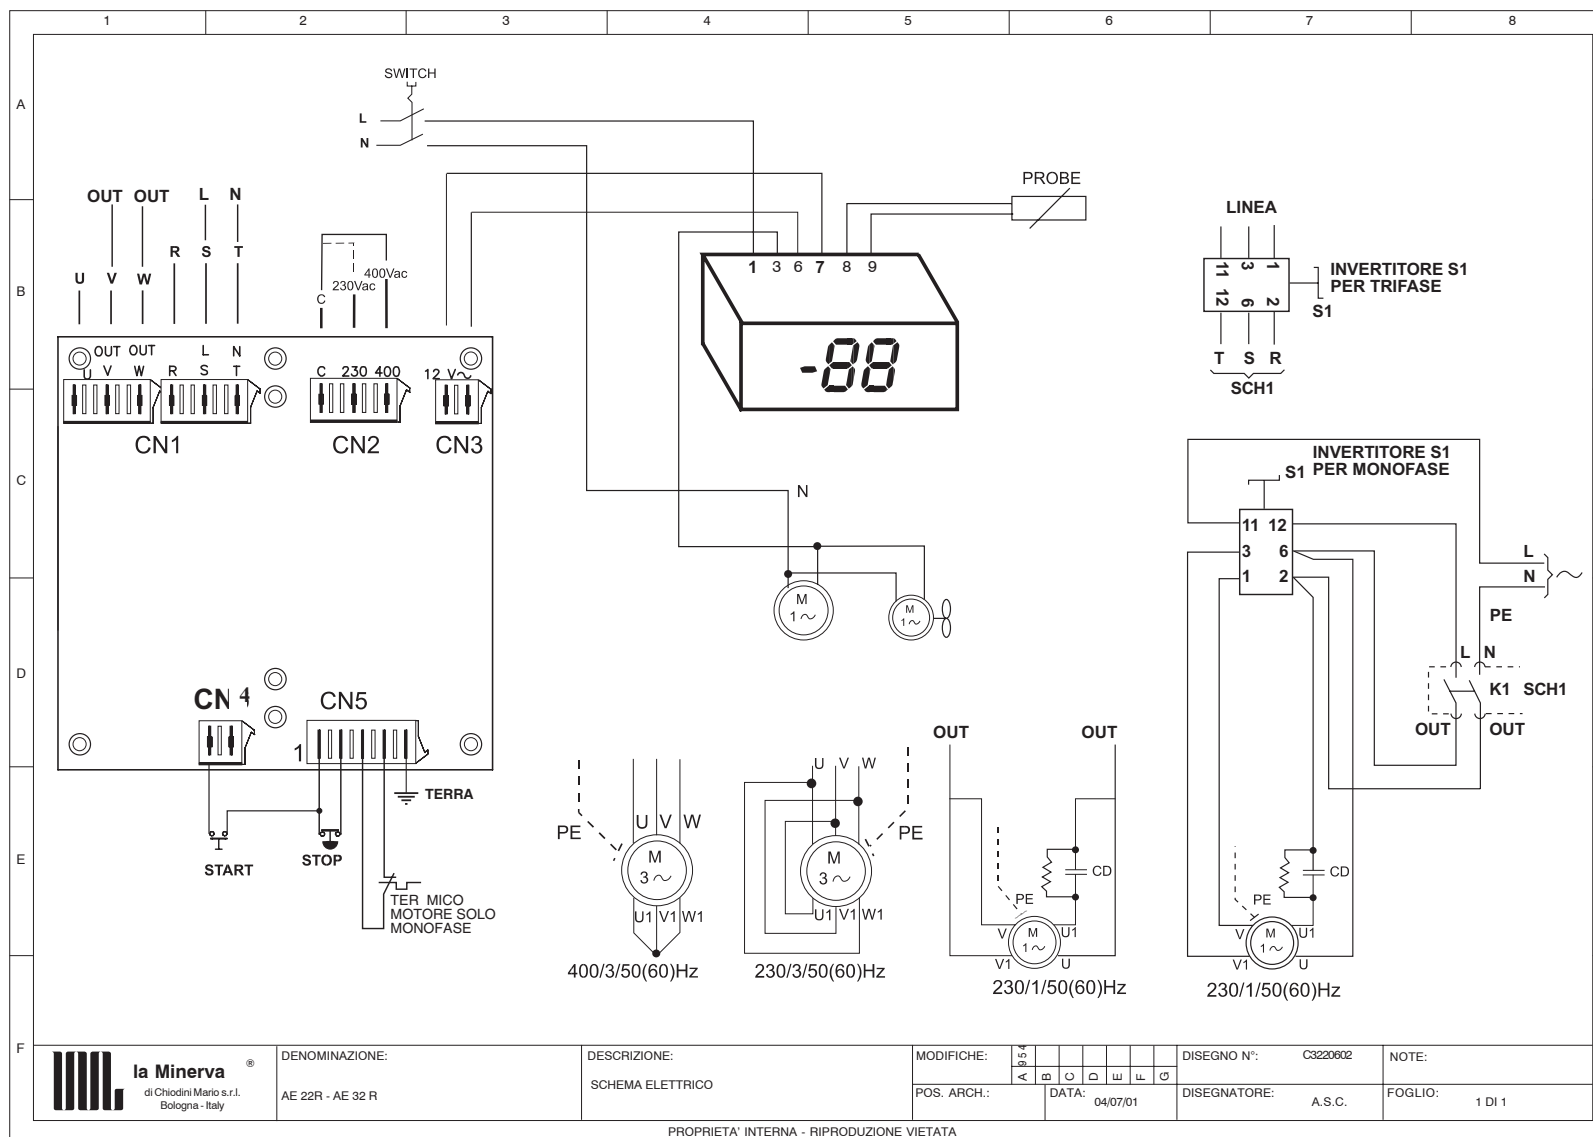 1 2 3 4 5 6 7 8
A
B
C
D
E
F
SWITCH
L
N
PROBE
OUT OUT L N
R S T
U V W
400Vac
230Vac
C
1 3 6 7 8 9
-88
OUT OUT L N
U V W R S T
C 230 400
12 V~
CN1
CN2
CN3
LINEA
11 3 1
12 6 2
INVERTITORE S1
PER TRIFASE
S1
T S R
SCH1
INVERTITORE S1
PER MONOFASE
S1
11 12
3 6
1 2
L
N
PE
L N
K1 SCH1
OUT OUT
N
M
1~
M
1~
CN 4
CN5
1
TERRA
START
STOP
TER MICO
MOTORE SOLO
MONOFASE
PE
U V W
M
3~
U1 V1 W1
400/3/50(60)Hz
U V W
PE
M
3~
U1 V1 W1
230/3/50(60)Hz
OUT OUT
CD
PE
V U1
M
1~
V1 U
230/1/50(60)Hz
CD
PE
V U1
M
1~
V1 U
230/1/50(60)Hz
la Minerva ®
di Chiodini Mario s.r.l.
Bologna - Italy
DENOMINAZIONE:
AE 22R - AE 32 R
DESCRIZIONE:
SCHEMA ELETTRICO
MODIFICHE:
954
A B C D E F G
POS. ARCH.:
DATA:
04/07/01
DISEGNO N°: C3220602
DISEGNATORE: A.S.C.
NOTE:
FOGLIO: 1 DI 1
PROPRIETA' INTERNA - RIPRODUZIONE VIETATA